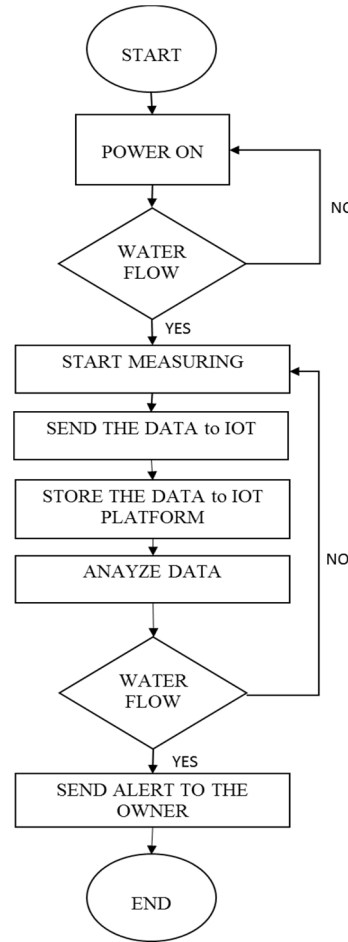 START
POWER ON
NO
WATER
FLOW
YES
START MEASURING
SEND THE DATA to IOT
STORE THE DATA to IOT
PLATFORM
ANAYZE DATA
NO
WATER
FLOW
YES
SEND ALERT TO THE
OWNER
END